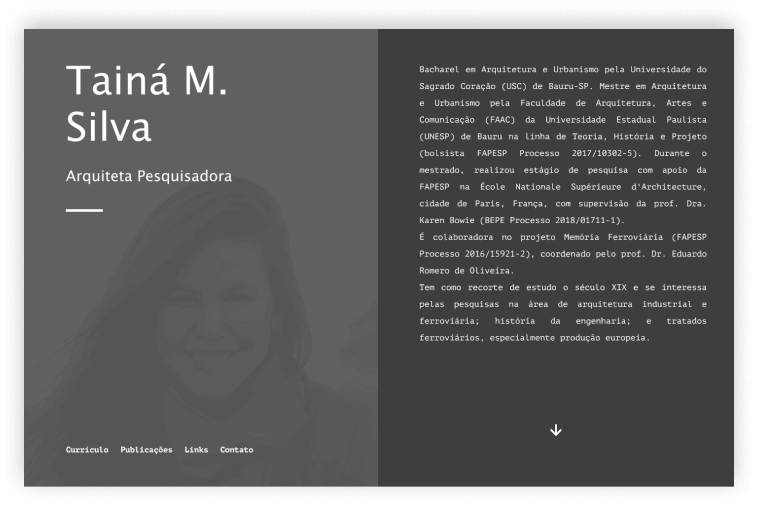 Tainá M.
Silva
Arquiteta Pesquisadora
Curriculo Publicações Links Contato
Bacharel em Arquitetura e Urbanismo pela Universidade do
Sagrado Coração (USC) de Bauru-SP. Mestre em Arquitetura
e Urbanismo pela Faculdade de Arquitetura, Artes e
Comunicação (FAAC) da Universidade Estadual Paulista
(UNESP) de Bauru na linha de Teoria, História e Projeto
(bolsista FAPESP Processo 2017/10302-5). Durante o
mestrado, realizou estágio de pesquisa com apoio da
FAPESP na École Nationale Supérieure d'Architecture,
cidade de Paris, França, com supervisão da prof. Dra.
Karen Bowie (BEPE Processo 2018/01711-1).
É colaboradora no projeto Memória Ferroviária (FAPESP
Processo 2016/15921-2), coordenado pelo prof. Dr. Eduardo
Romero de Oliveira.
Tem como recorte de estudo o século XIX e se interessa
pelas pesquisas na área de arquitetura industrial e
ferroviária; história da engenharia; e tratados
ferroviários, especialmente produção europeia.